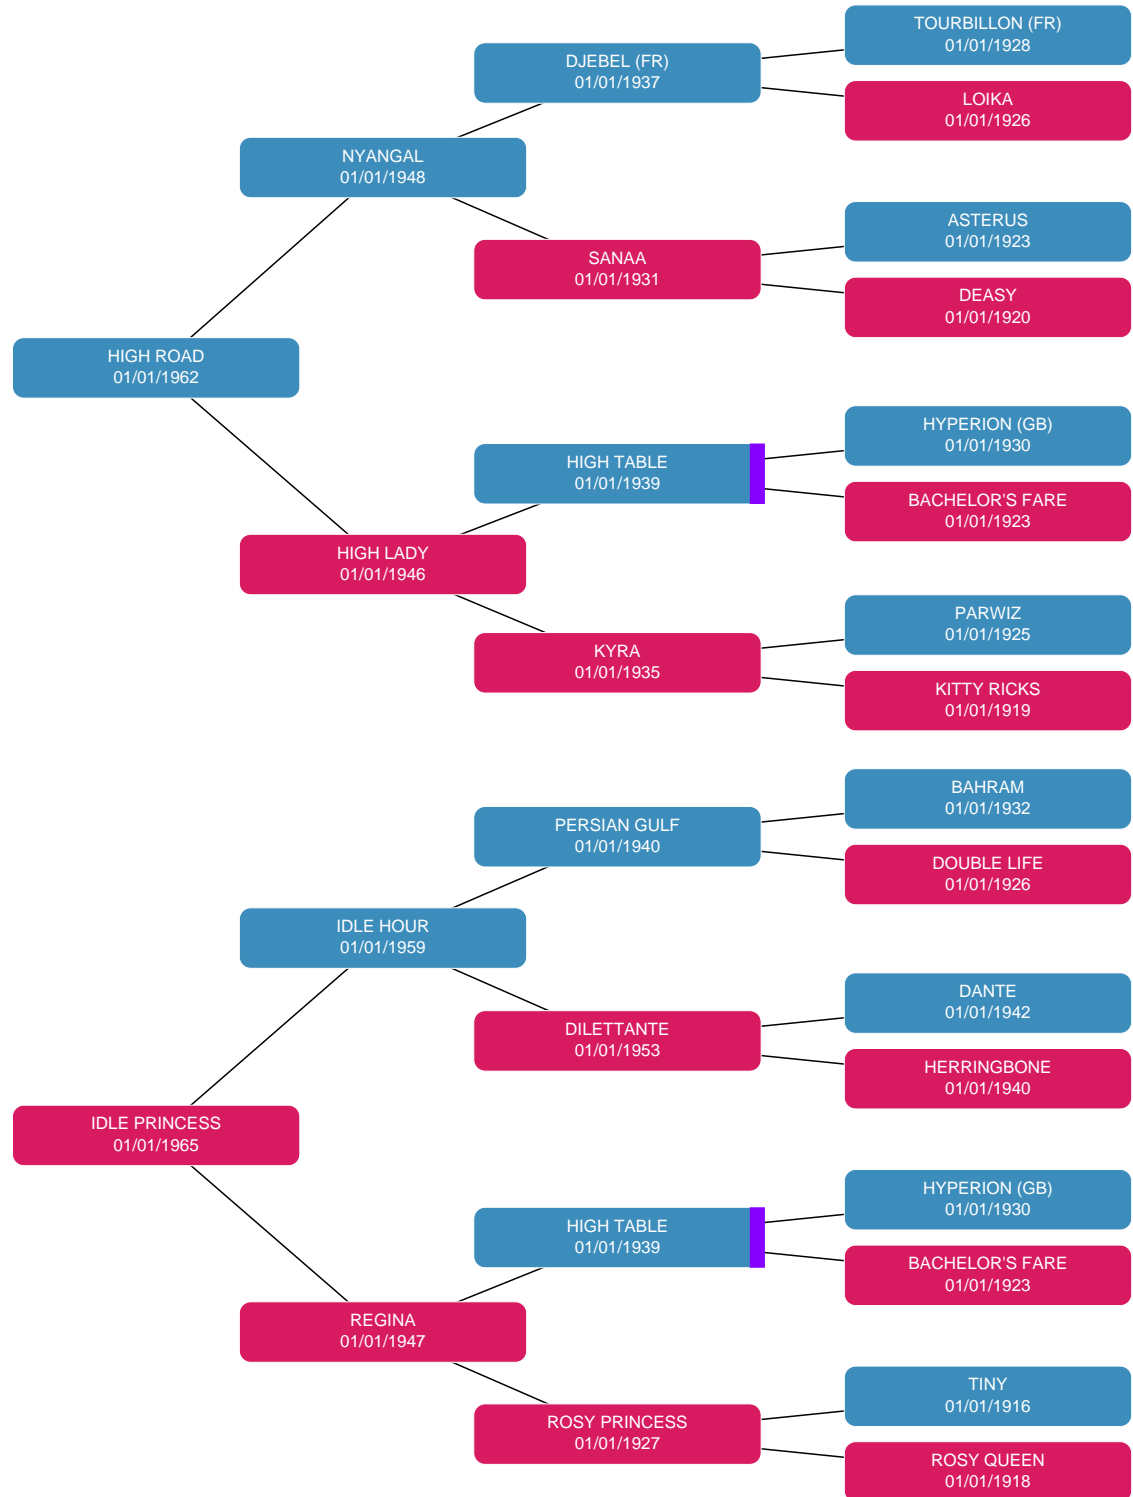 TOURBILLON (FR)
01/01/1928
DJEBEL (FR)
01/01/1937
LOIKA
01/01/1926
NYANGAL
01/01/1948
ASTERUS
01/01/1923
SANAA
01/01/1931
DEASY
01/01/1920
HIGH ROAD
01/01/1962
HYPERION (GB)
01/01/1930
HIGH TABLE
01/01/1939
BACHELOR'S FARE
01/01/1923
HIGH LADY
01/01/1946
PARWIZ
01/01/1925
KYRA
01/01/1935
KITTY RICKS
01/01/1919
BAHRAM
01/01/1932
PERSIAN GULF
01/01/1940
DOUBLE LIFE
01/01/1926
IDLE HOUR
01/01/1959
DANTE
01/01/1942
DILETTANTE
01/01/1953
HERRINGBONE
01/01/1940
IDLE PRINCESS
01/01/1965
HYPERION (GB)
01/01/1930
HIGH TABLE
01/01/1939
BACHELOR'S FARE
01/01/1923
REGINA
01/01/1947
TINY
01/01/1916
ROSY PRINCESS
01/01/1927
ROSY QUEEN
01/01/1918